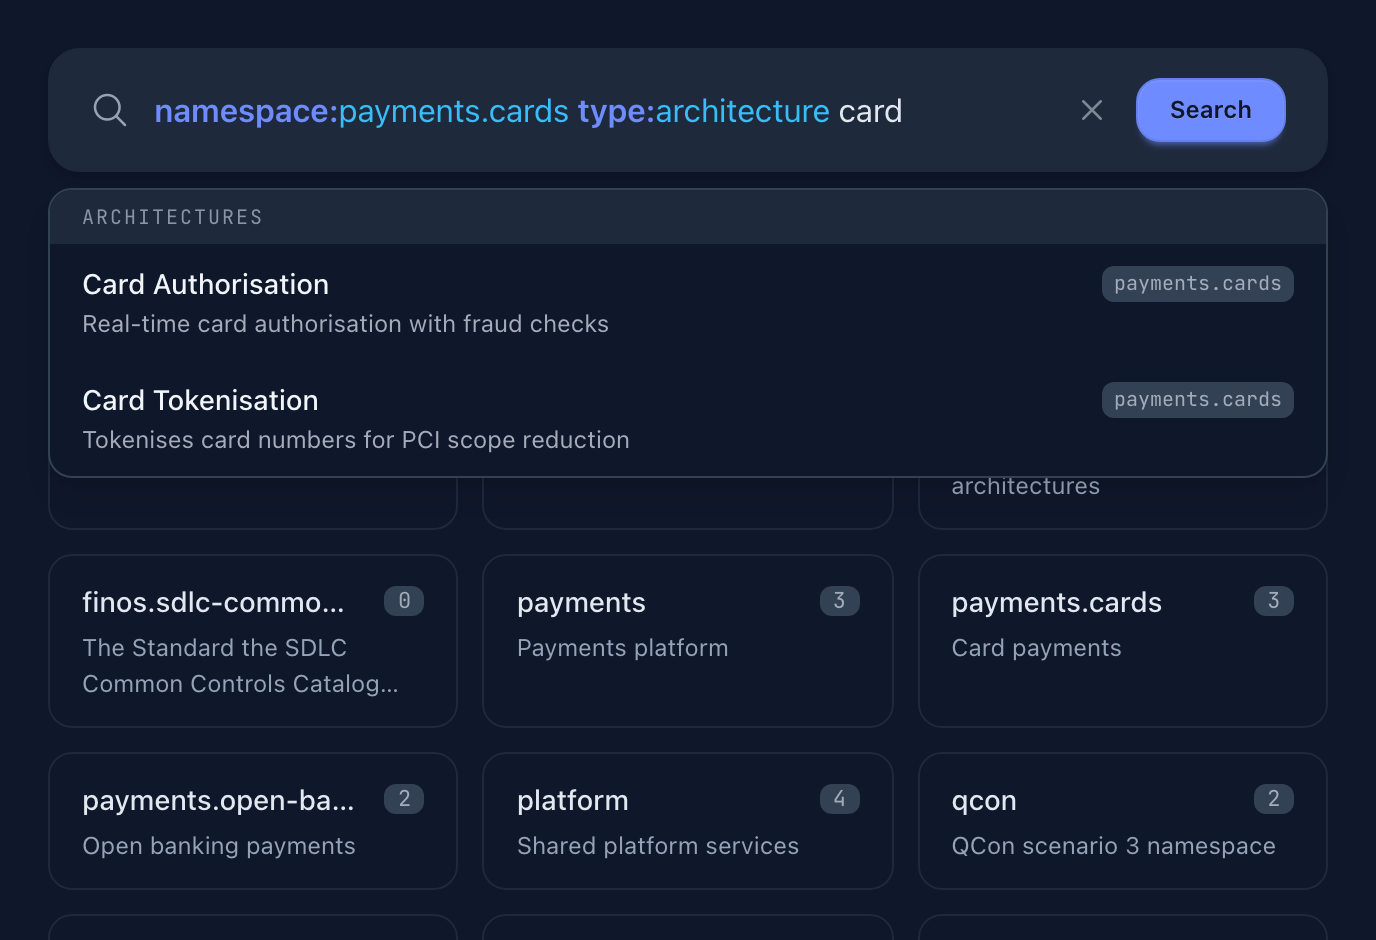 namespace:payments.cards type:architecture card
Search
ARCHITECTURES
Card Authorisation
payments.cards
Real-time card authorisation with fraud checks
Card Tokenisation
payments.cards
Tokenises card numbers for PCI scope reduction
architectures
finos.sdlc-commo...
0
The Standard the SDLC
Common Controls Catalog...
payments
3
Payments platform
payments.cards
3
Card payments
payments.open-ba...
2
Open banking payments
platform
4
Shared platform services
qcon
2
QCon scenario 3 namespace